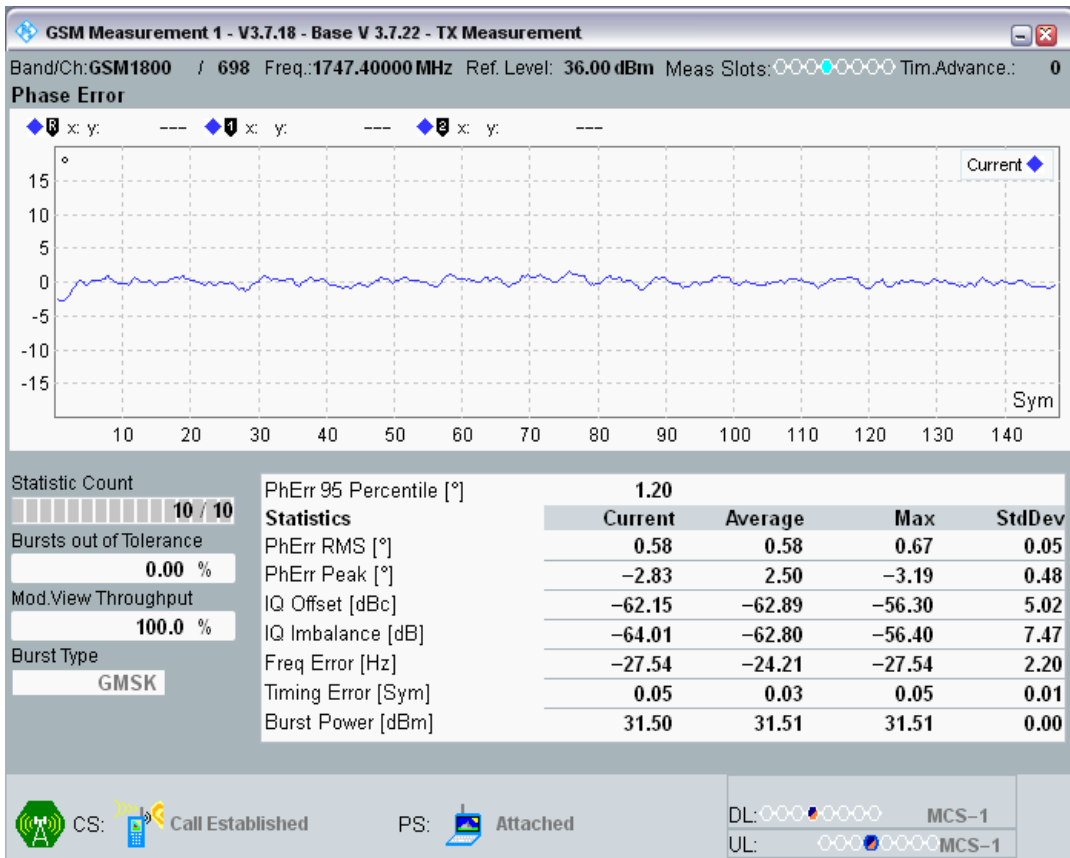 GSM Measurement 1 - V3.7.18 - Base V 3.7.22 - TX Measurement
Band/Ch:GSM1800 / 698 Freq.:1747.40000 MHz Ref. Level: 36.00 dBm Meas Slots: Tim.Advance.: 0
Phase Error
R x: y: --- 1 x: y: --- 2 x: y: ---
°
Current
15
10
5
0
-5
-10
-15
Sym
10 20 30 40 50 60 70 80 90 100 110 120 130 140
Statistic Count
10 / 10
Bursts out of Tolerance
0.00 %
Mod.View Throughput
100.0 %
Burst Type
GMSK
PhErr 95 Percentile [°] 1.20
Statistics Current Average Max StdDev
PhErr RMS [°] 0.58 0.58 0.67 0.05
PhErr Peak [°] −2.83 2.50 −3.19 0.48
IQ Offset [dBc] −62.15 −62.89 −56.30 5.02
IQ Imbalance [dB] −64.01 −62.80 −56.40 7.47
Freq Error [Hz] −27.54 −24.21 −27.54 2.20
Timing Error [Sym] 0.05 0.03 0.05 0.01
Burst Power [dBm] 31.50 31.51 31.51 0.00
CS: Call Established PS: Attached
DL: MCS−1
UL: MCS−1